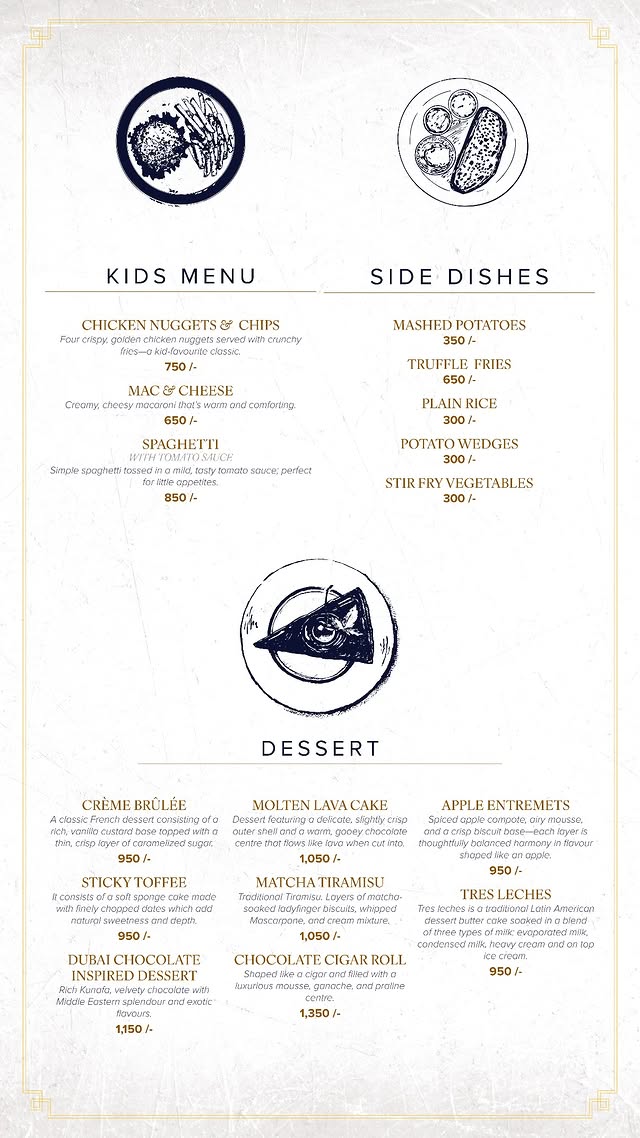 KIDS MENU
CHICKEN NUGGETS & CHIPS
Four crispy, golden chicken nuggets served with crunchy
fries—a kid-favourite classic.
750 /-
MAC & CHEESE
Creamy, cheesy macaroni that's warm and comforting.
650 /-
SPAGHETTI
WITH TOMATO SAUCE
Simple spaghetti tossed in a mild, tasty tomato sauce; perfect
for little appetites.
850 /-
SIDE DISHES
MASHED POTATOES
350 /-
TRUFFLE FRIES
650 /-
PLAIN RICE
300 /-
POTATO WEDGES
300 /-
STIR FRY VEGETABLES
300 /-
DESSERT
CRÈME BRÛLÉE
A classic French dessert consisting of a
rich, vanilla custard base topped with a
thin, crisp layer of caramelized sugar.
950 /-
STICKY TOFFEE
It consists of a soft sponge cake made
with finely chopped dates which add
natural sweetness and depth.
950 /-
DUBAI CHOCOLATE
INSPIRED DESSERT
Rich Kunafa, velvety chocolate with
Middle Eastern splendour and exotic
flavours.
1,150 /-
MOLTEN LAVA CAKE
Dessert featuring a delicate, slightly crisp
outer shell and a warm, gooey chocolate
centre that flows like lava when cut into.
1,050 /-
MATCHA TIRAMISU
Traditional Tiramisu. Layers of matcha-
soaked ladyfinger biscuits, whipped
Mascarpone, and cream mixture.
1,050 /-
CHOCOLATE CIGAR ROLL
Shaped like a cigar and filled with a
luxurious mousse, ganache, and praline
centre.
1,350 /-
APPLE ENTREMETS
Spiced apple compote, airy mousse,
and a crisp biscuit base—each layer is
thoughtfully balanced harmony in flavour
shaped like an apple.
950 /-
TRES LECHES
Tres leches is a traditional Latin American
dessert butter cake soaked in a blend
of three types of milk: evaporated milk,
condensed milk, heavy cream and on top
ice cream.
950 /-